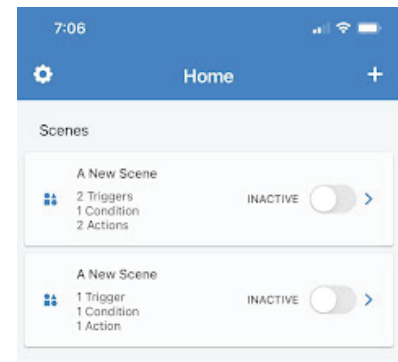 7:06
Home
Scenes
A New Scene
2 Triggers
1 Condition
2 Actions
INACTIVE
A New Scene
1 Trigger
1 Condition
1 Action
INACTIVE